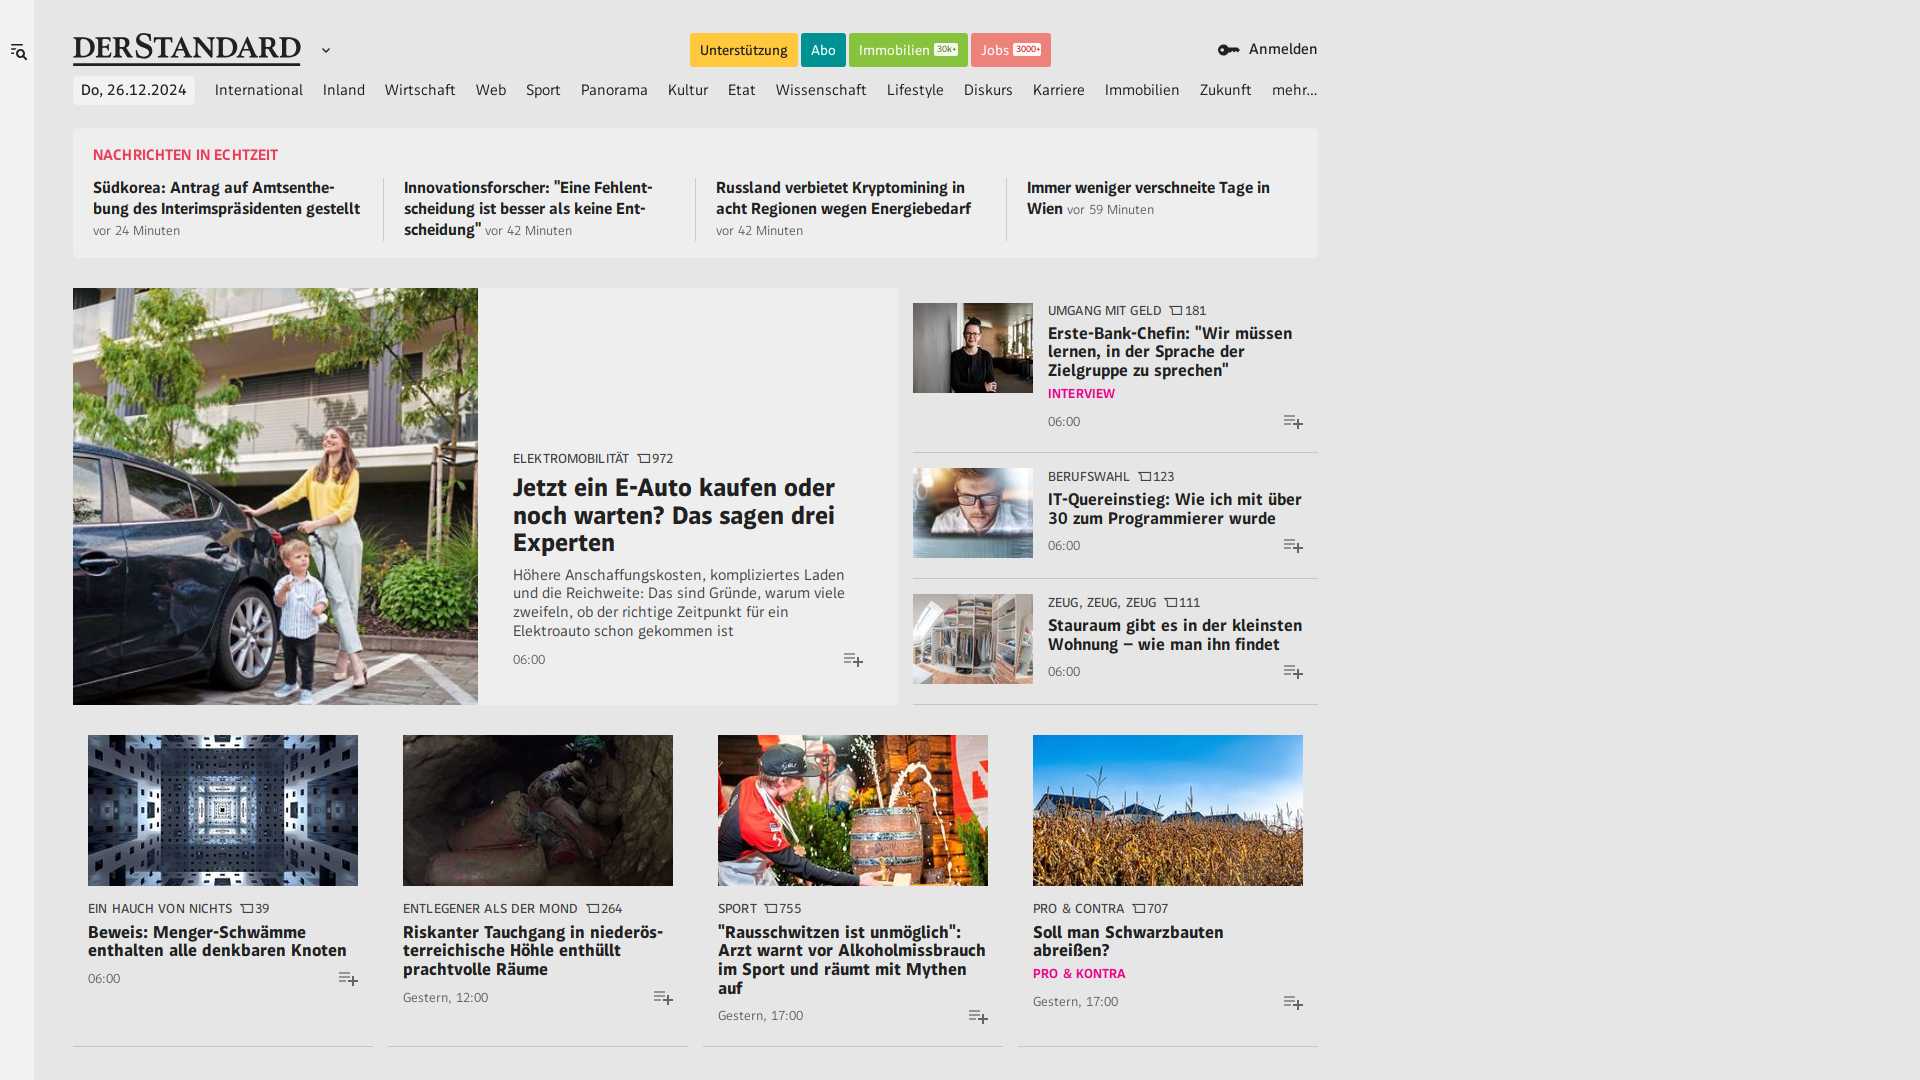 DERSTANDARD
Unterstützung
Abo
Immobilien 30k+
Jobs 3000+
Anmelden
Do, 26.12.2024
International
Inland
Wirtschaft
Web
Sport
Panorama
Kultur
Etat
Wissenschaft
Lifestyle
Diskurs
Karriere
Immobilien
Zukunft
mehr...
NACHRICHTEN IN ECHTZEIT
Südkorea: Antrag auf Amtsenthe-
bung des Interimspräsidenten gestellt
vor 24 Minuten
Innovationsforscher: "Eine Fehlent-
scheidung ist besser als keine Ent-
scheidung" vor 42 Minuten
Russland verbietet Kryptomining in
acht Regionen wegen Energiebedarf
vor 42 Minuten
Immer weniger verschneite Tage in
Wien vor 59 Minuten
ELEKTROMOBILITÄT 972
Jetzt ein E-Auto kaufen oder
noch warten? Das sagen drei
Experten
Höhere Anschaffungskosten, kompliziertes Laden
und die Reichweite: Das sind Gründe, warum viele
zweifeln, ob der richtige Zeitpunkt für ein
Elektroauto schon gekommen ist
06:00
UMGANG MIT GELD 181
Erste-Bank-Chefin: "Wir müssen
lernen, in der Sprache der
Zielgruppe zu sprechen"
INTERVIEW
06:00
BERUFSWAHL 123
IT-Quereinstieg: Wie ich mit über
30 zum Programmierer wurde
06:00
ZEUG, ZEUG, ZEUG 111
Stauraum gibt es in der kleinsten
Wohnung – wie man ihn findet
06:00
EIN HAUCH VON NICHTS 39
Beweis: Menger-Schwämme
enthalten alle denkbaren Knoten
06:00
ENTLEGENER ALS DER MOND 264
Riskanter Tauchgang in niederös-
terreichische Höhle enthüllt
prachtvolle Räume
Gestern, 12:00
SPORT 755
"Rausschwitzen ist unmöglich":
Arzt warnt vor Alkoholmissbrauch
im Sport und räumt mit Mythen
auf
Gestern, 17:00
PRO & CONTRA 707
Soll man Schwarzbauten
abreißen?
PRO & KONTRA
Gestern, 17:00